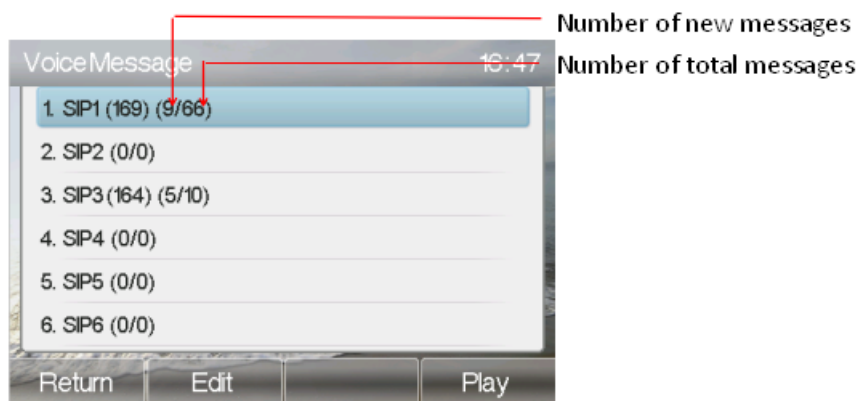 Number of new messages
Voice Message 16:47
Number of total messages
1. SIP1 (169) (9/66)
2. SIP2 (0/0)
3. SIP3 (164) (5/10)
4. SIP4 (0/0)
5. SIP5 (0/0)
6. SIP6 (0/0)
Return Edit Play